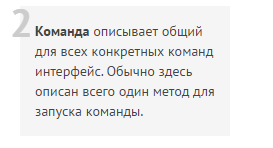 2
Команда описывает общий
для всех конкретных команд
интерфейс. Обычно здесь
описан всего один метод для
запуска команды.